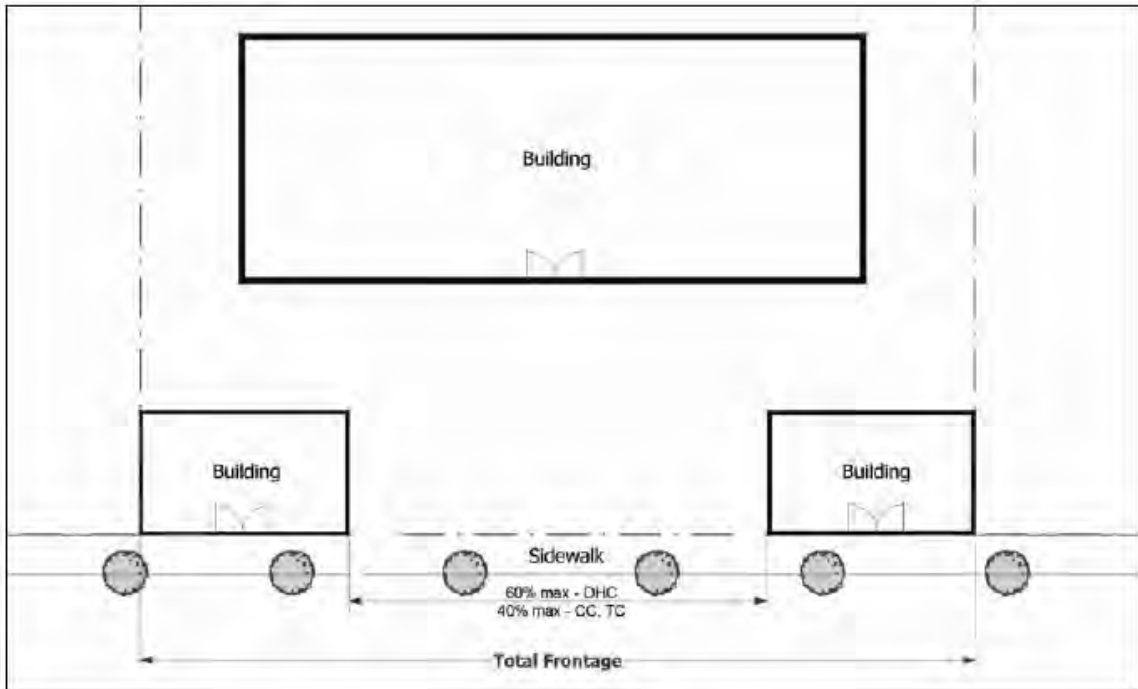 Building
Building
Building
Sidewalk
60% max - DHC
40% max - CC, TC
Total Frontage